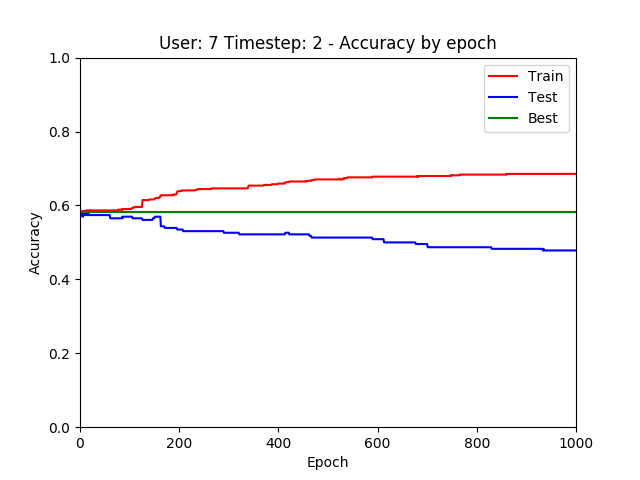 User: 7 Timestep: 2 - Accuracy by epoch
Train
Test
Best
1.0
0.8
0.6
0.4
0.2
0.0
Accuracy
0 200 400 600 800 1000
Epoch